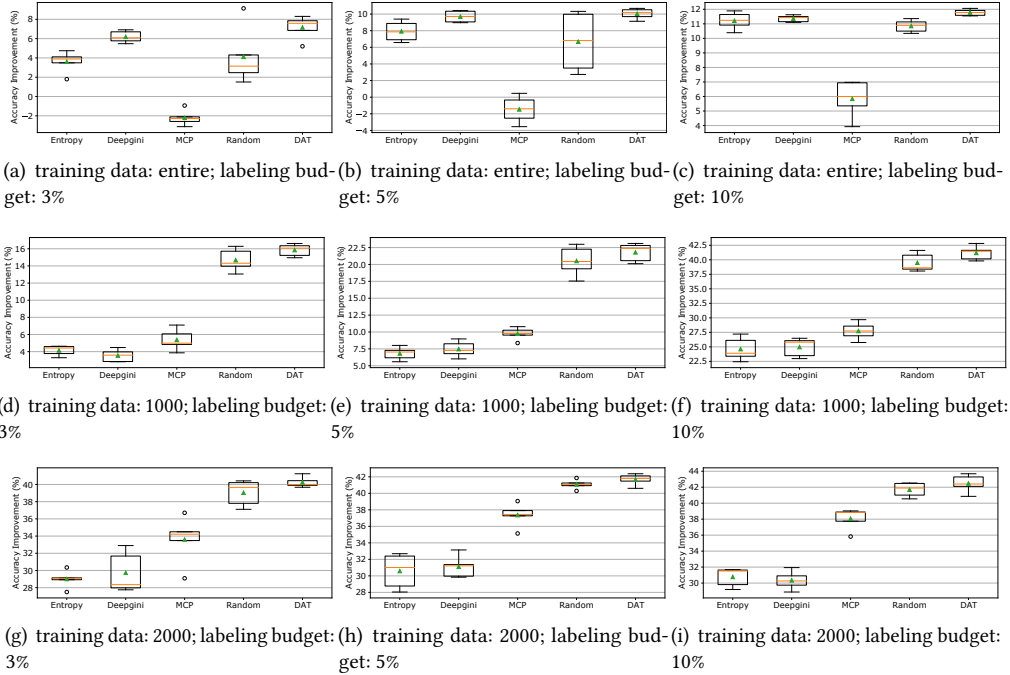 Accuracy Improvement (%)
8
6
4
2
0
−2
Entropy Deepgini MCP Random DAT
Accuracy Improvement (%)
10
8
6
4
2
0
−2
−4
Entropy Deepgini MCP Random DAT
Accuracy Improvement (%)
12
11
10
9
8
7
6
5
4
Entropy Deepgini MCP Random DAT
(a) training data: entire; labeling bud-
get: 3%
(b) training data: entire; labeling bud-
get: 5%
(c) training data: entire; labeling bud-
get: 10%
Accuracy Improvement (%)
16
14
12
10
8
6
4
Entropy Deepgini MCP Random DAT
Accuracy Improvement (%)
22.5
20.0
17.5
15.0
12.5
10.0
7.5
5.0
Entropy Deepgini MCP Random DAT
Accuracy Improvement (%)
42.5
40.0
37.5
35.0
32.5
30.0
27.5
25.0
22.5
Entropy Deepgini MCP Random DAT
(d) training data: 1000; labeling budget:
3%
(e) training data: 1000; labeling budget:
5%
(f) training data: 1000; labeling budget:
10%
Accuracy Improvement (%)
40
38
36
34
32
30
28
Entropy Deepgini MCP Random DAT
Accuracy Improvement (%)
42
40
38
36
34
32
30
28
Entropy Deepgini MCP Random DAT
Accuracy Improvement (%)
44
42
40
38
36
34
32
30
Entropy Deepgini MCP Random DAT
(g) training data: 2000; labeling budget:
3%
(h) training data: 2000; labeling bud-
get: 5%
(i) training data: 2000; labeling budget:
10%